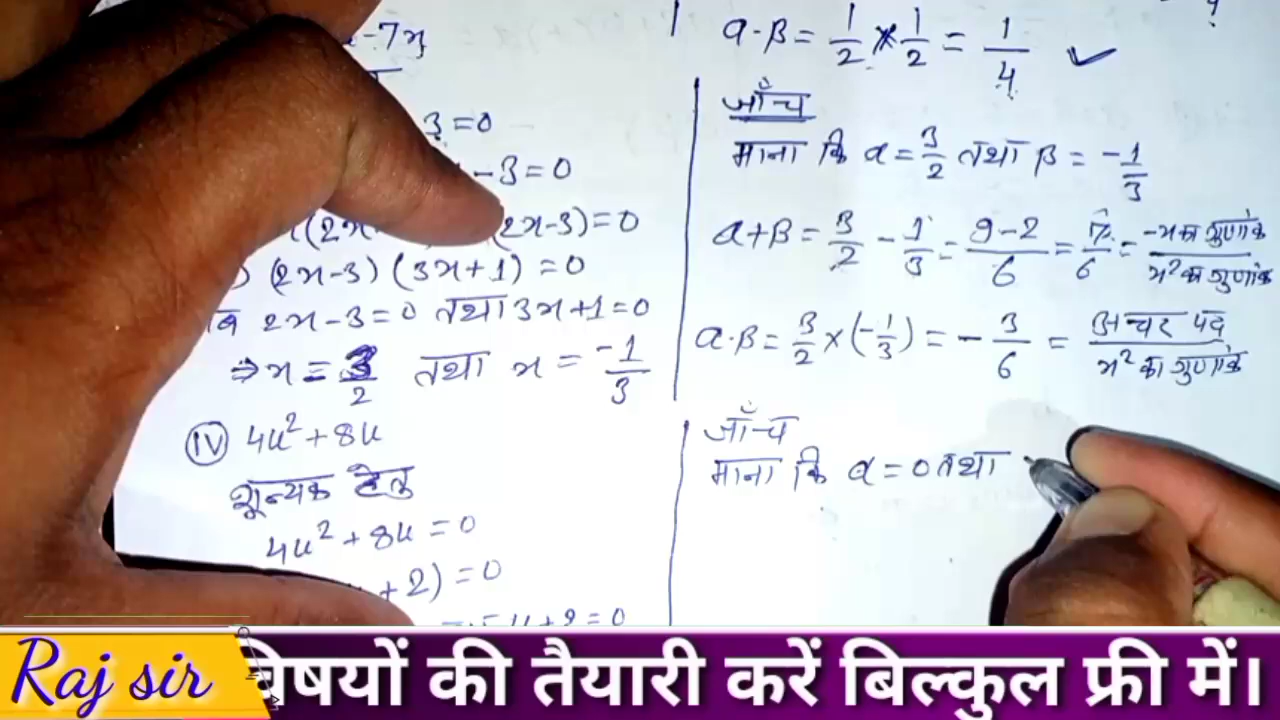 -7x
3=0
-3=0
(2x-3)=0
(2x-3) (3x+1) =0
2x-3=0 तथा 3x+1=0
⇒x = 3/2 तथा x = -1/3
(iv) 4u²+8u
शून्यक हेतु
4u²+8u=0
+2)=0
α·β = 1/2 × 1/2 = 1/4 ✓
जाँच
माना कि α = 3/2 तथा β = -1/3
α+β = 3/2 - 1/3 = 9-2/6 = 7/6 = -x का गुणांक/x² का गुणांक
α·β = 3/2 × (-1/3) = -3/6 = अचर पद/x² का गुणांक
जाँच
माना कि α = 0 तथा
Raj sir
विषयों की तैयारी करें बिल्कुल फ्री में।